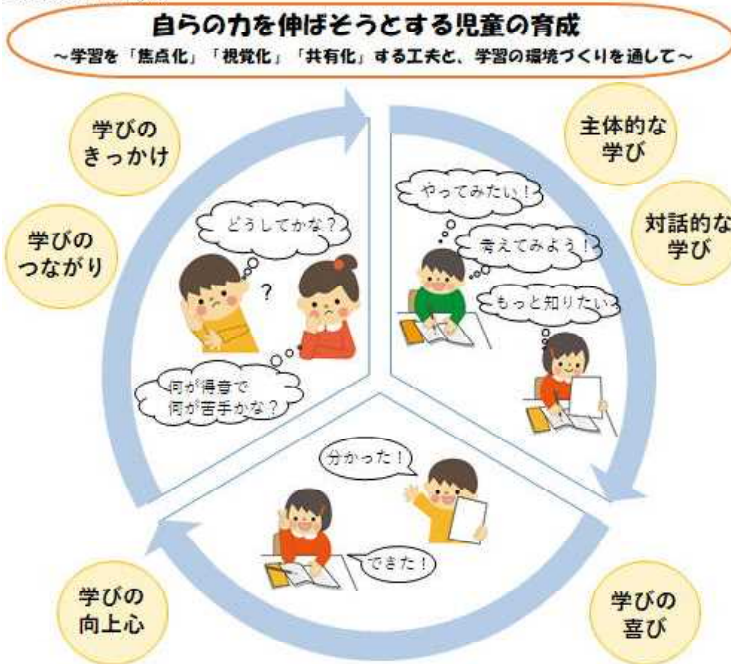 自らの力を伸ばそうとする児童の育成
～学習を「焦点化」「視覚化」「共有化」する工夫と、学習の環境づくりを通して～
学びの
きっかけ
学びの
つながり
どうしてかな？
?
何が得意で
何が苦手かな？
主体的な
学び
対話的な
学び
やってみたい！
考えてみよう！
もっと知りたい
分かった！
できた！
学びの
向上心
学びの
喜び